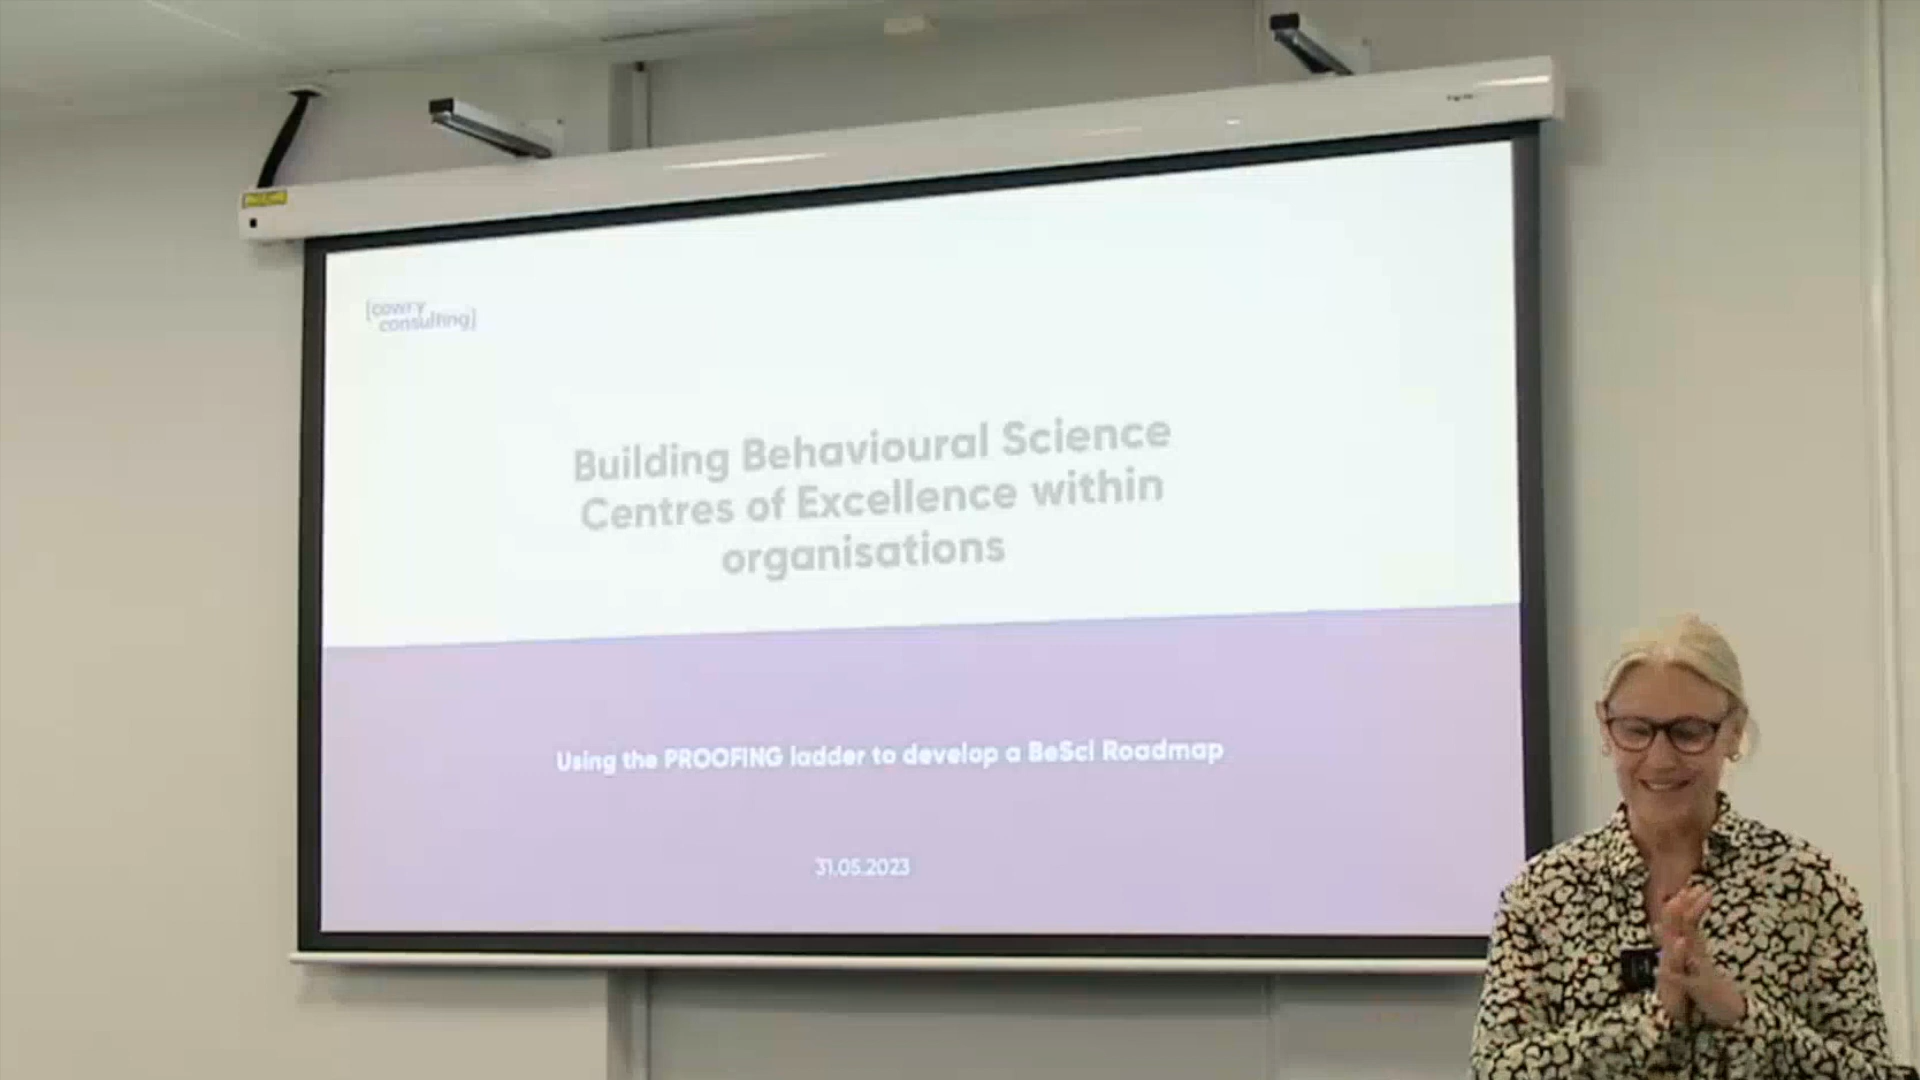 [cowry
consulting]
Building Behavioural Science
Centres of Excellence within
organisations
Using the PROOFING ladder to develop a BeSci Roadmap
31.05.2023